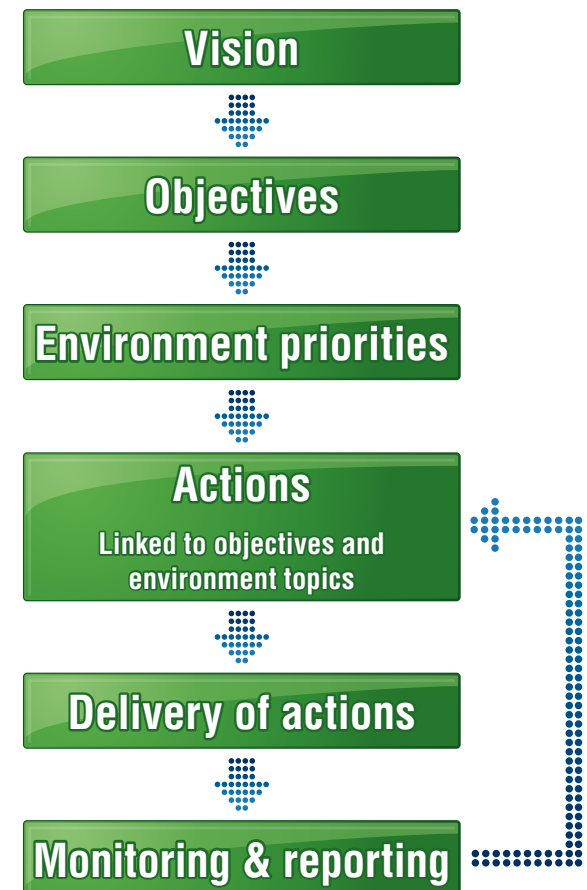 Vision
Objectives
Environment priorities
Actions
Linked to objectives and
environment topics
Delivery of actions
Monitoring & reporting